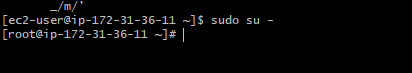 _/m/'
[ec2-user@ip-172-31-36-11 ~]$ sudo su -
[root@ip-172-31-36-11 ~]#